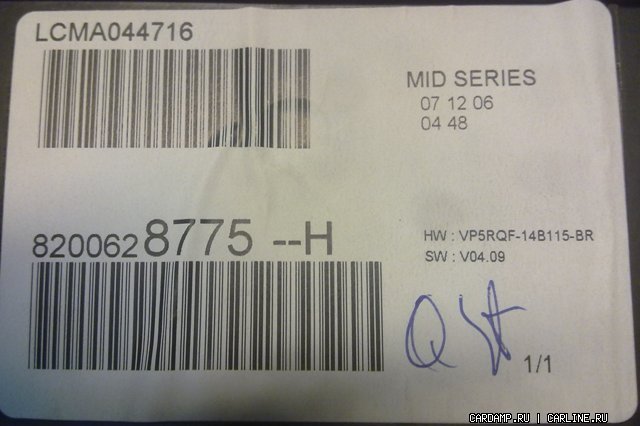 LCMA044716
MID SERIES
07 12 06
04 48
8200628775 --H
HW : VP5RQF-14B115-BR
SW : V04.09
1/1
CARDAMP.RU | CARLINE.RU